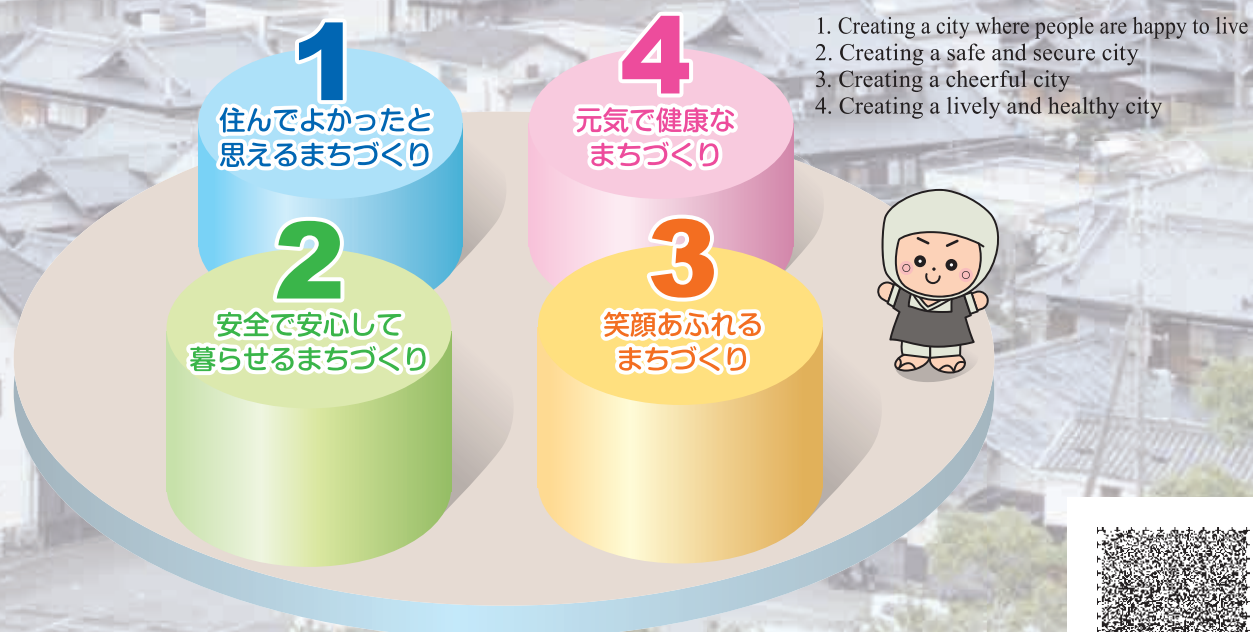 1
住んでよかったと
思えるまちづくり
4
元気で健康な
まちづくり
2
安全で安心して
暮らせるまちづくり
3
笑顔あふれる
まちづくり
1. Creating a city where people are happy to live
2. Creating a safe and secure city
3. Creating a cheerful city
4. Creating a lively and healthy city